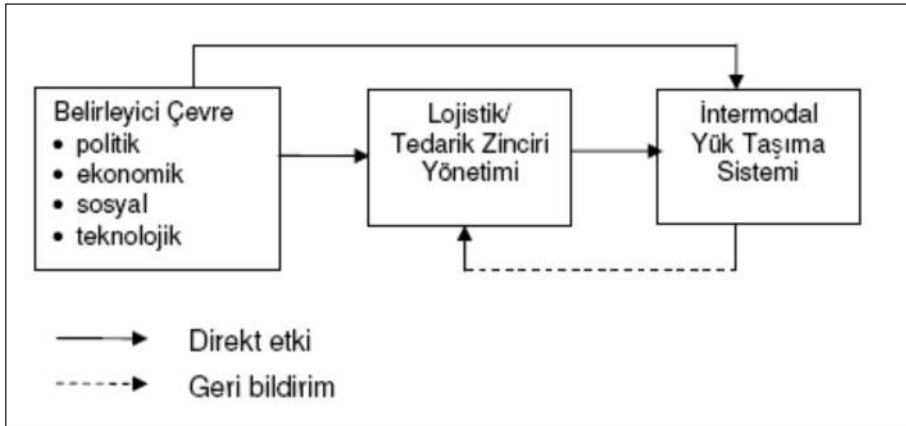 Belirleyici Çevre
• politik
• ekonomik
• sosyal
• teknolojik
Lojistik/
Tedarik Zinciri
Yönetimi
İntermodal
Yük Taşıma
Sistemi
Direkt etki
Geri bildirim